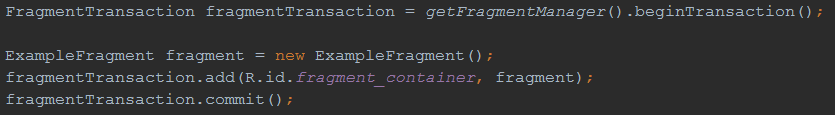 FragmentTransaction fragmentTransaction = getFragmentManager().beginTransaction();
ExampleFragment fragment = new ExampleFragment();
fragmentTransaction.add(R.id.fragment_container, fragment);
fragmentTransaction.commit();